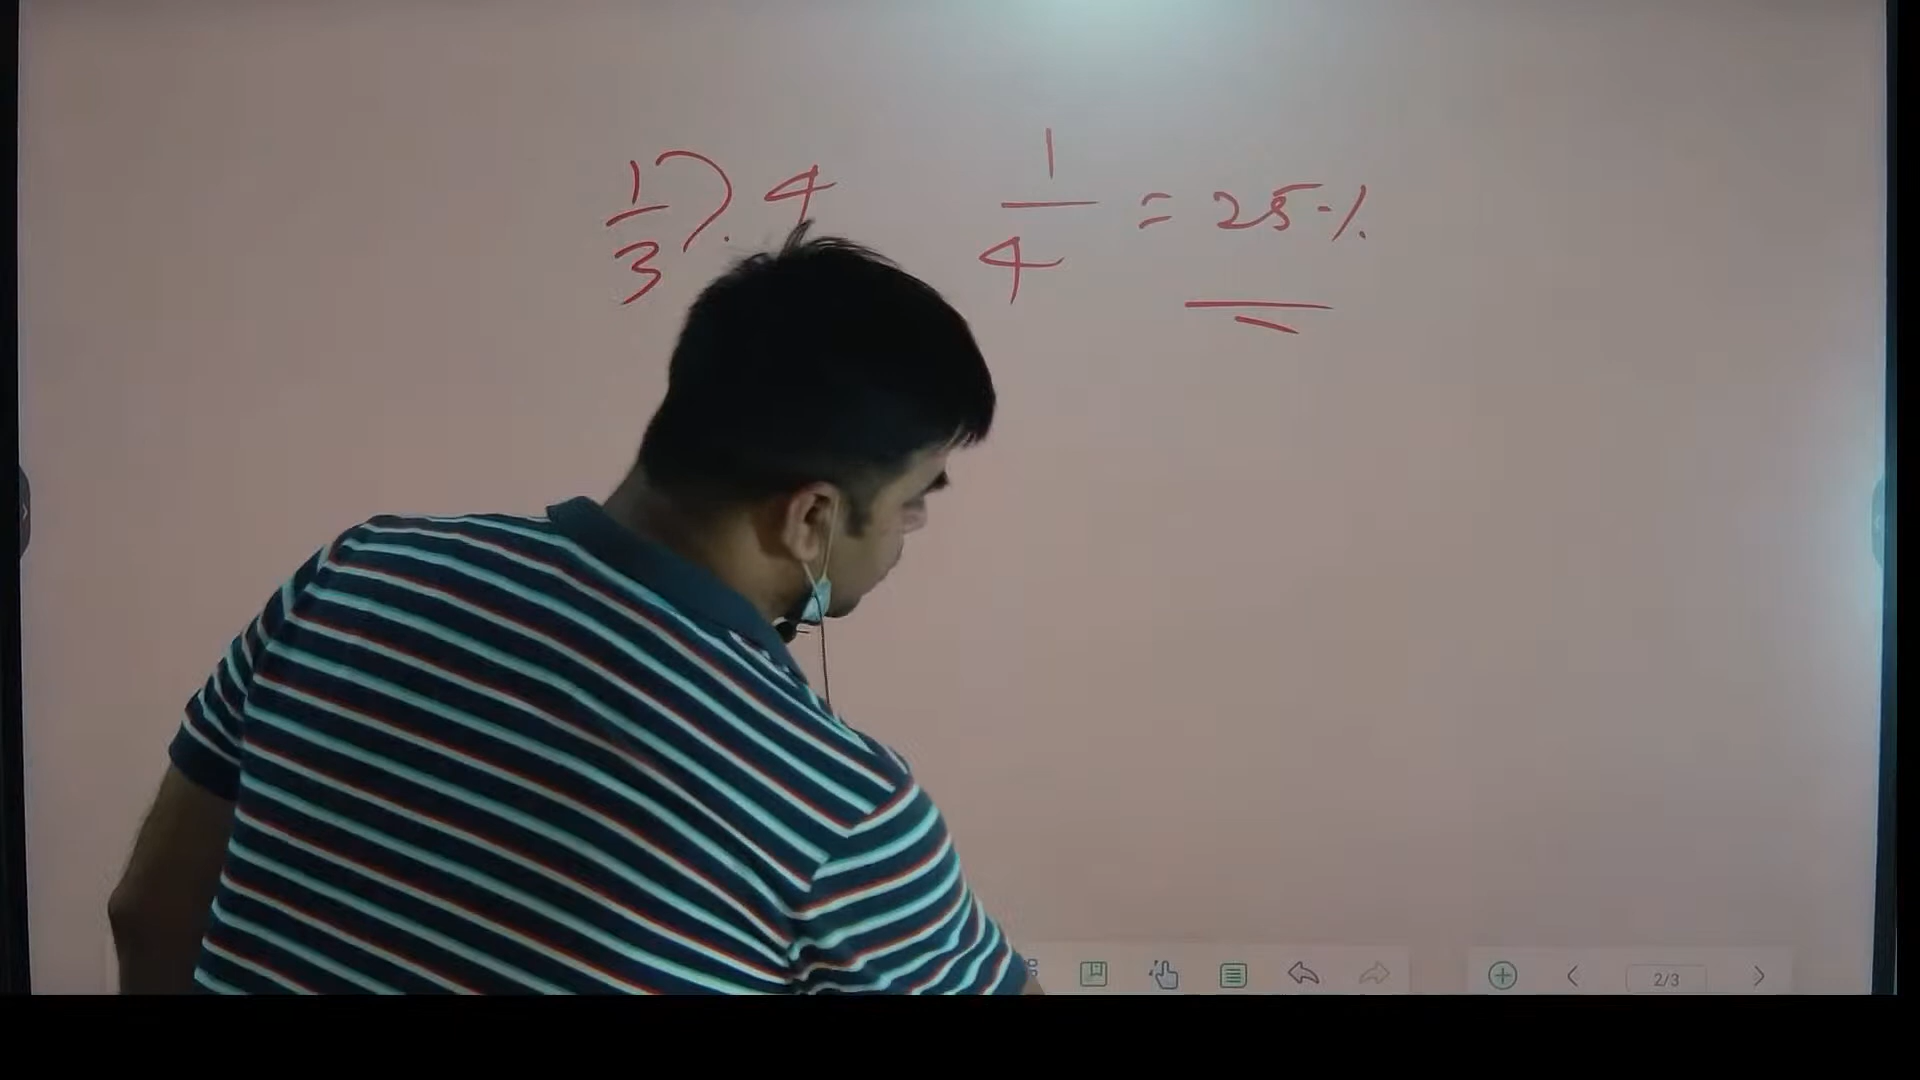 1/3 ) 4
1/4 = 25%
2/3